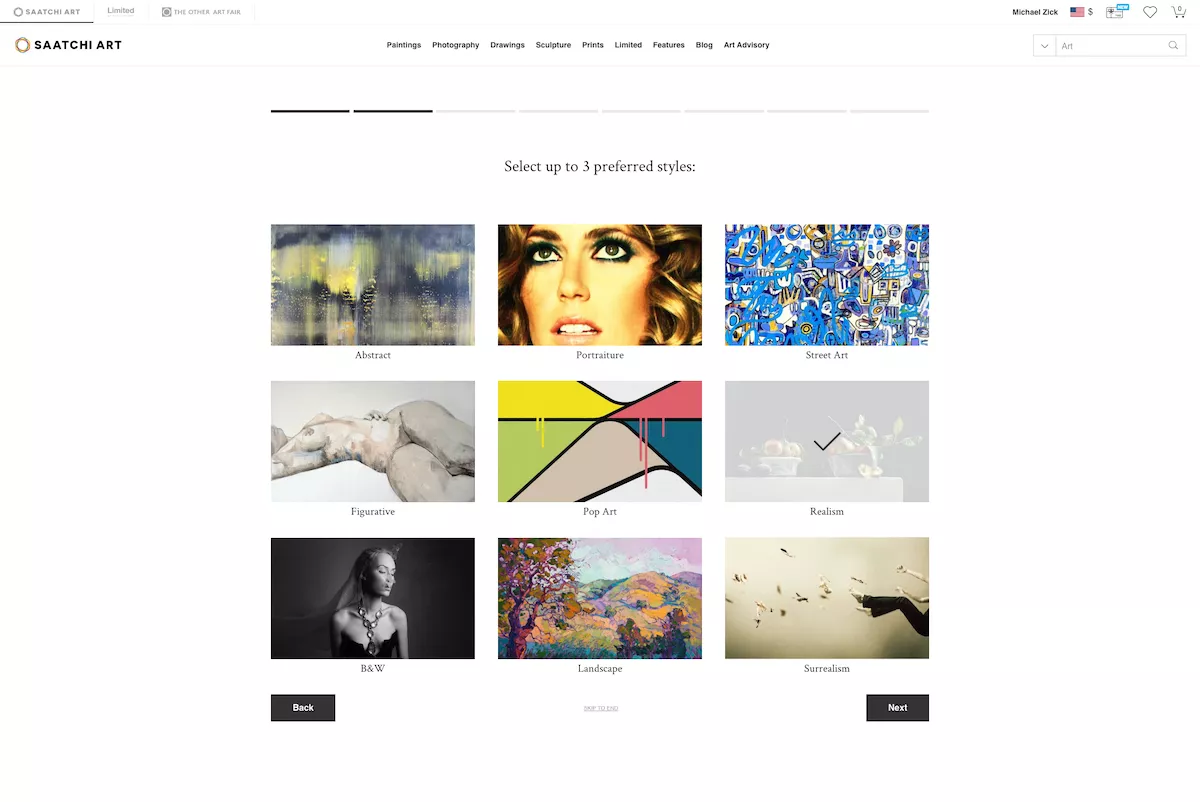 SAATCHI ART
Limited
THE OTHER ART FAIR
Michael Zick
$
NEW
0
SAATCHI ART
Paintings Photography Drawings Sculpture Prints Limited Features Blog Art Advisory
Art
Select up to 3 preferred styles:
Abstract
Portraiture
Street Art
Figurative
Pop Art
Realism
B&W
Landscape
Surrealism
Back
SKIP TO END
Next